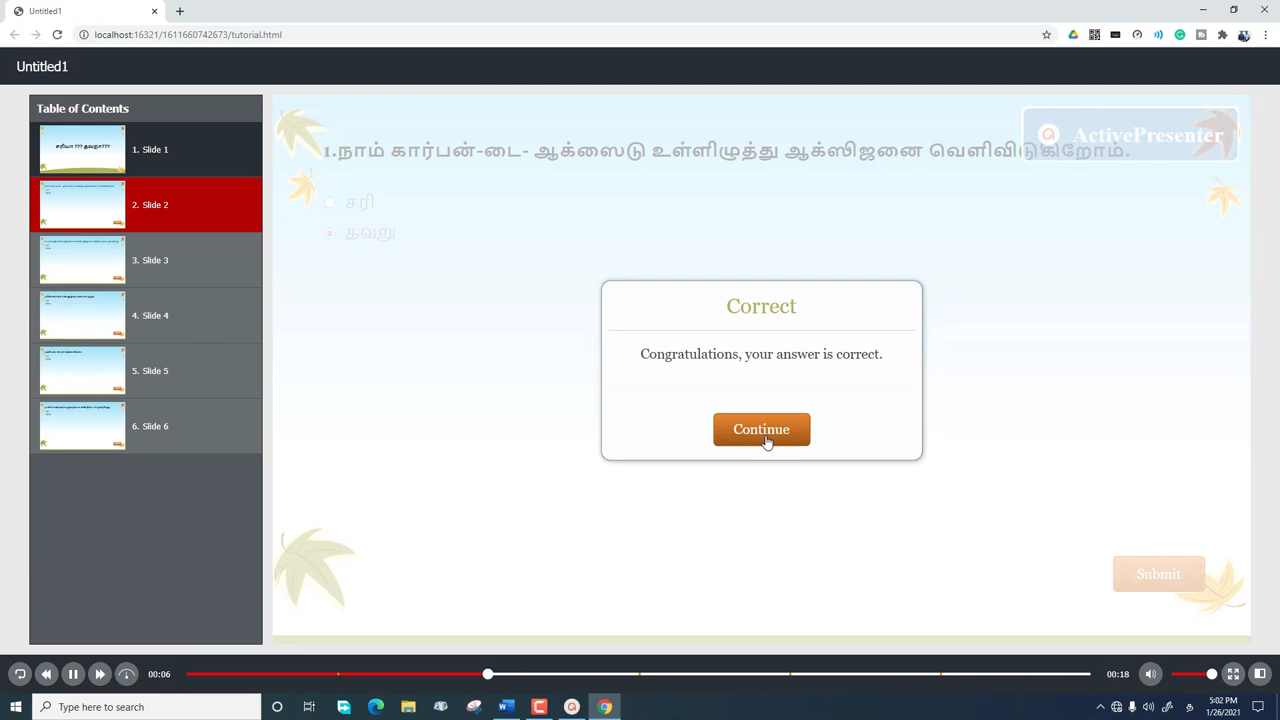 Untitled1
localhost:16321/1611660742673/tutorial.html
Untitled1
Table of Contents
சரியா ??? தவறா???
1. Slide 1
2. Slide 2
3. Slide 3
4. Slide 4
5. Slide 5
6. Slide 6
ActivePresenter
1.நாம் கார்பன்-டை- ஆக்ஸைடு உள்ளிழுத்து ஆக்ஸிஜனை வெளிவிடுகிறோம்.
சரி
தவறு
Correct
Congratulations, your answer is correct.
Continue
Submit
00:06
00:18
Type here to search
5:02 PM
1/26/2021